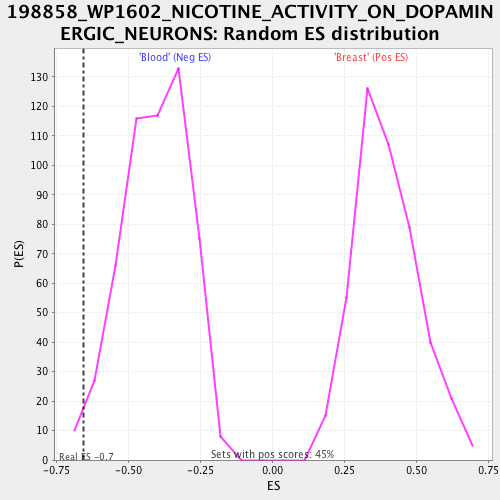 198858_WP1602_NICOTINE_ACTIVITY_ON_DOPAMIN
ERGIC_NEURONS: Random ES distribution
'Blood' (Neg ES)
'Breast' (Pos ES)
130
120
110
100
90
80
70
60
50
40
30
20
10
0
P(ES)
Real ES -0.7
Sets with pos scores: 45%
-0.75
-0.50
-0.25
0.00
0.25
0.50
0.75
ES